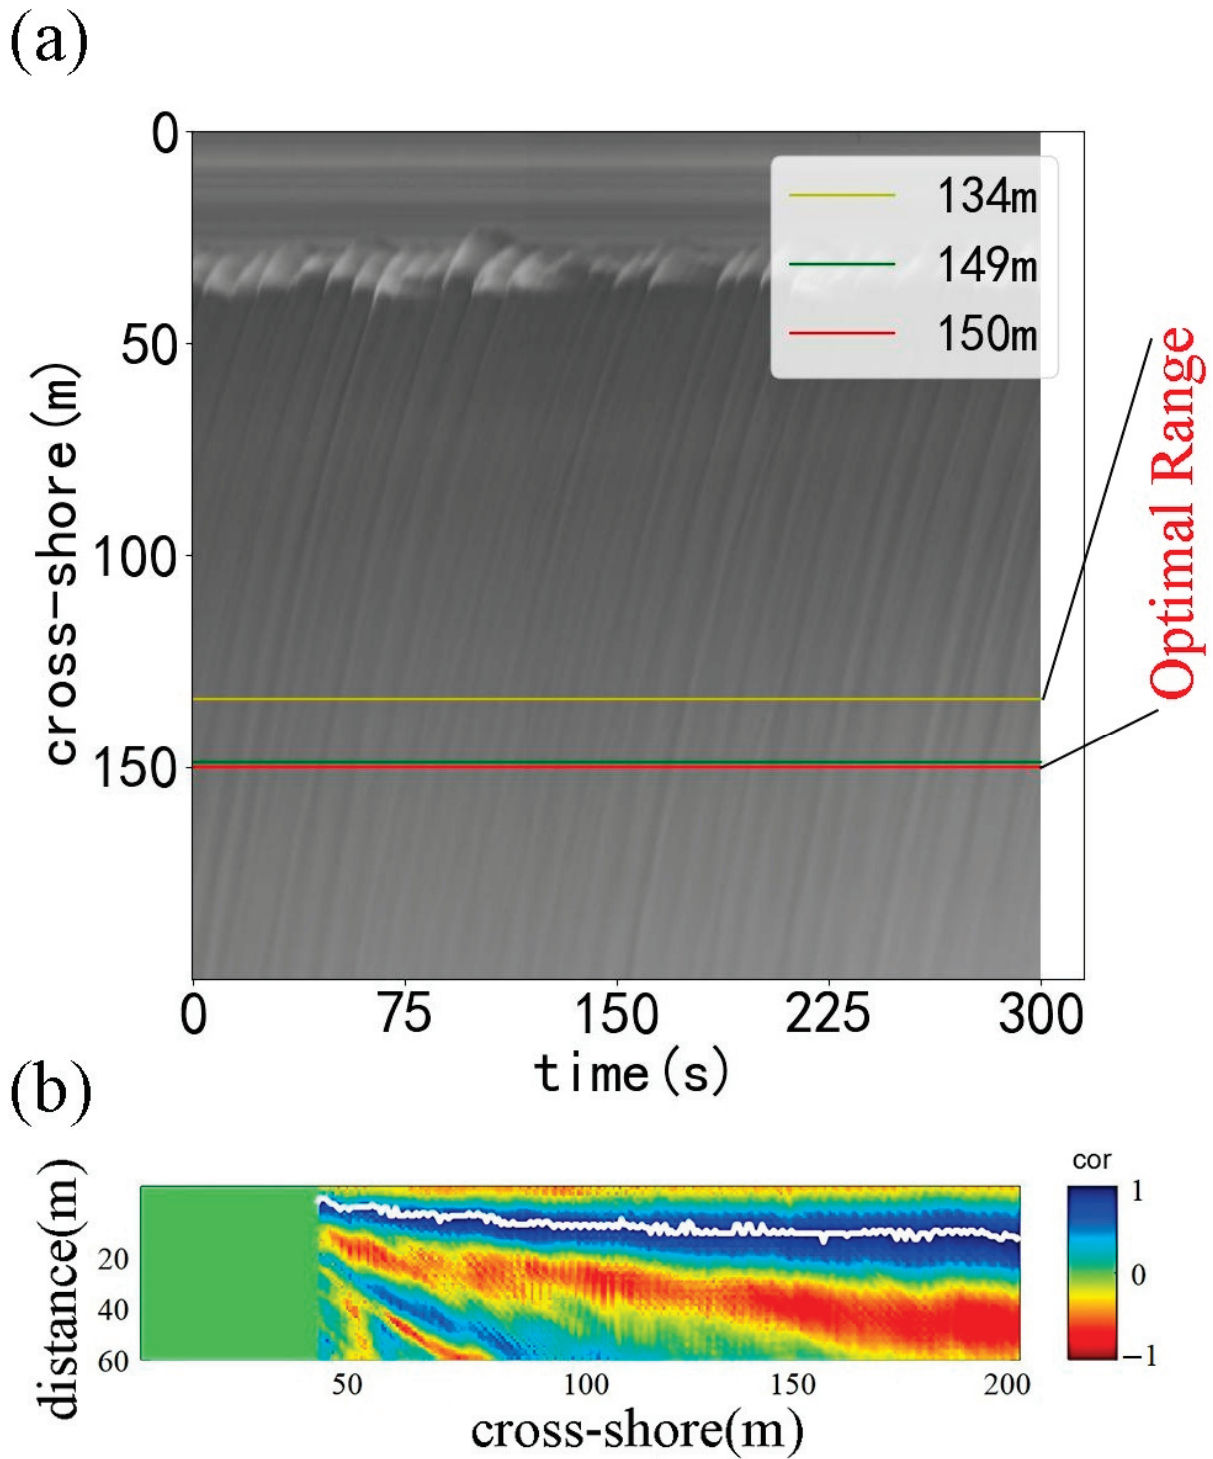 (a)
0
50
100
150
cross-shore(m)
134m
149m
150m
Optimal Range
0 75 150 225 300
time(s)
(b)
distance(m)
20
40
60
50 100 150 200
cross-shore(m)
cor
1
0
−1